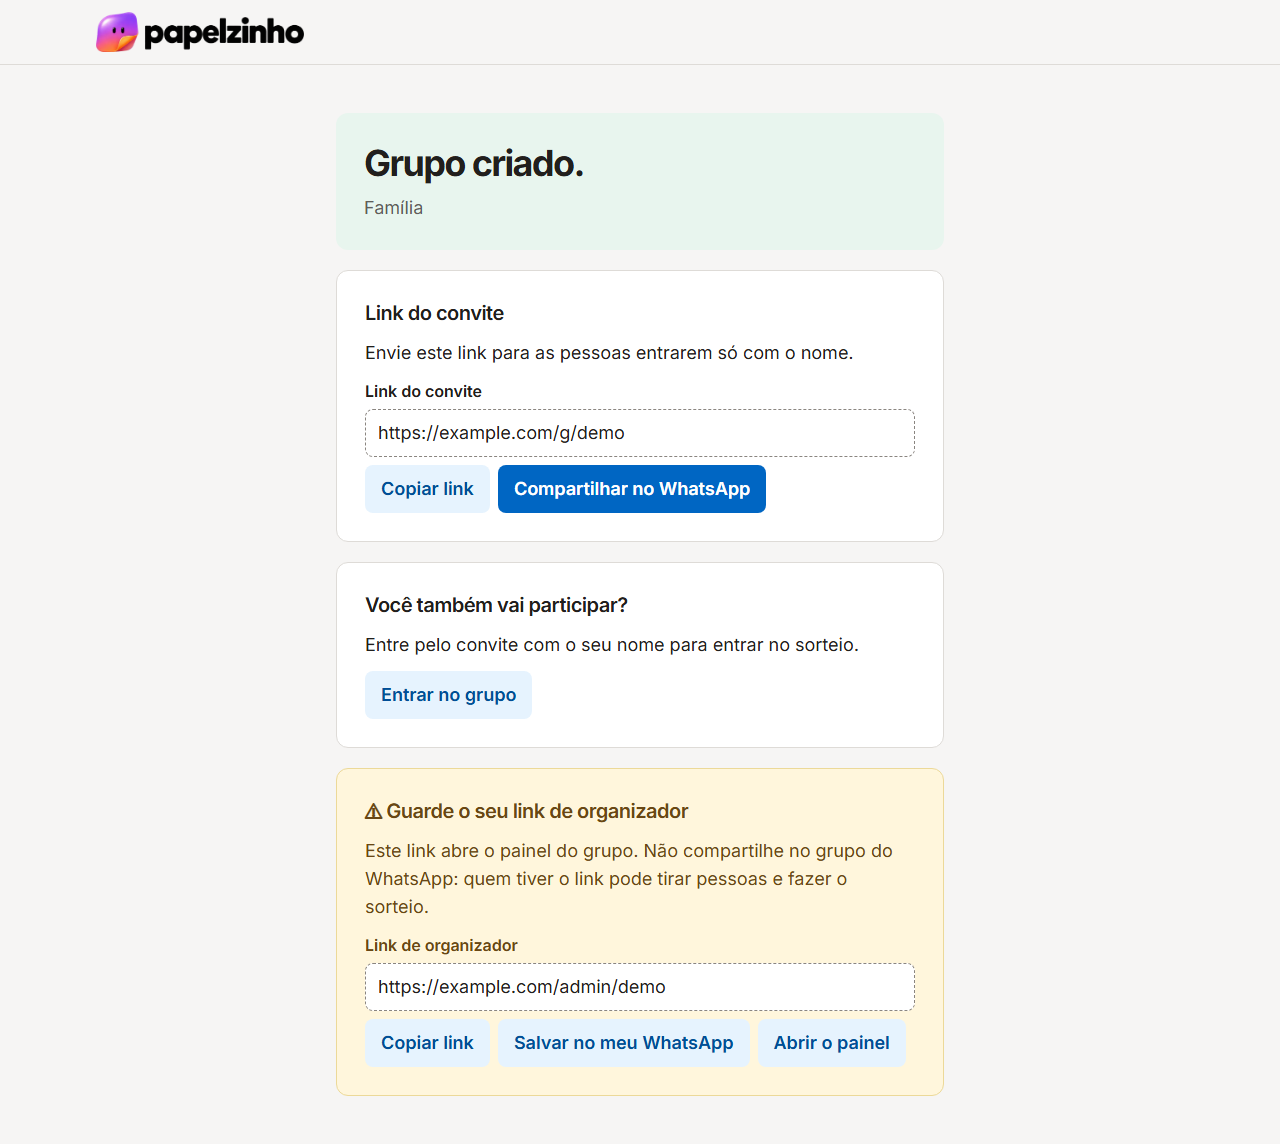 papelzinho
Grupo criado.
Família
Link do convite
Envie este link para as pessoas entrarem só com o nome.
Link do convite
https://example.com/g/demo
Copiar link
Compartilhar no WhatsApp
Você também vai participar?
Entre pelo convite com o seu nome para entrar no sorteio.
Entrar no grupo
⚠ Guarde o seu link de organizador
Este link abre o painel do grupo. Não compartilhe no grupo do
WhatsApp: quem tiver o link pode tirar pessoas e fazer o
sorteio.
Link de organizador
https://example.com/admin/demo
Copiar link
Salvar no meu WhatsApp
Abrir o painel